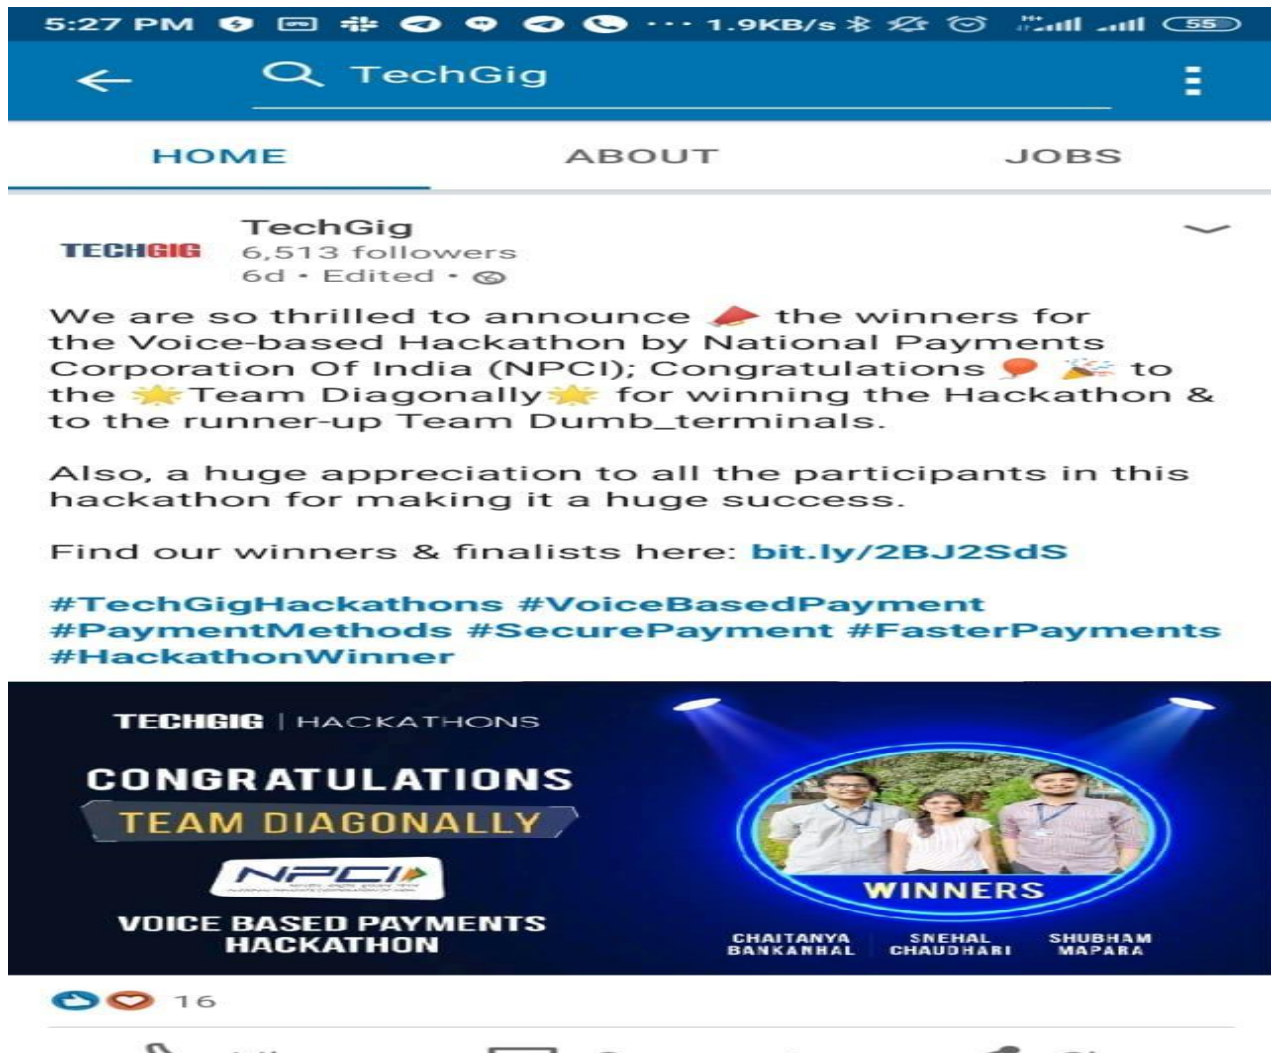 5:27 PM 1.9KB/s 55
TechGig
HOME ABOUT JOBS
TECHGIG
TechGig
6,513 followers
6d • Edited •
We are so thrilled to announce 📣 the winners for
the Voice-based Hackathon by National Payments
Corporation Of India (NPCI); Congratulations 🎈 🎉 to
the 🌟Team Diagonally🌟 for winning the Hackathon &
to the runner-up Team Dumb_terminals.
Also, a huge appreciation to all the participants in this
hackathon for making it a huge success.
Find our winners & finalists here: bit.ly/2BJ2SdS
#TechGigHackathons #VoiceBasedPayment
#PaymentMethods #SecurePayment #FasterPayments
#HackathonWinner
TECHGIG | HACKATHONS
CONGRATULATIONS
TEAM DIAGONALLY
NPCI
VOICE BASED PAYMENTS
HACKATHON
WINNERS
CHAITANYA BANKANHAL
SNEHAL CHAUDHARI
SHUBHAM MAPARA
16